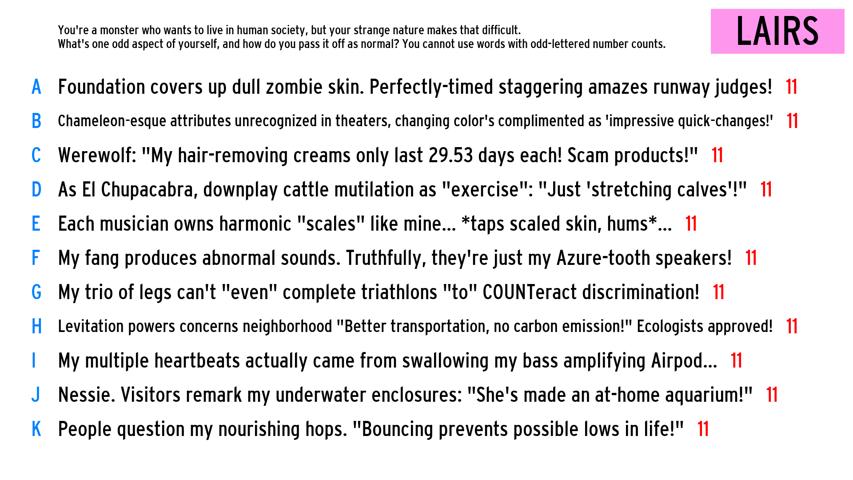 You're a monster who wants to live in human society, but your strange nature makes that difficult.
What's one odd aspect of yourself, and how do you pass it off as normal? You cannot use words with odd-lettered number counts.
LAIRS
A Foundation covers up dull zombie skin. Perfectly-timed staggering amazes runway judges! 11
B Chameleon-esque attributes unrecognized in theaters, changing color's complimented as 'impressive quick-changes!' 11
C Werewolf: "My hair-removing creams only last 29.53 days each! Scam products!" 11
D As El Chupacabra, downplay cattle mutilation as "exercise": "Just 'stretching calves'!" 11
E Each musician owns harmonic "scales" like mine... *taps scaled skin, hums*... 11
F My fang produces abnormal sounds. Truthfully, they're just my Azure-tooth speakers! 11
G My trio of legs can't "even" complete triathlons "to" COUNTeract discrimination! 11
H Levitation powers concerns neighborhood "Better transportation, no carbon emission!" Ecologists approved! 11
I My multiple heartbeats actually came from swallowing my bass amplifying Airpod... 11
J Nessie. Visitors remark my underwater enclosures: "She's made an at-home aquarium!" 11
K People question my nourishing hops. "Bouncing prevents possible lows in life!" 11